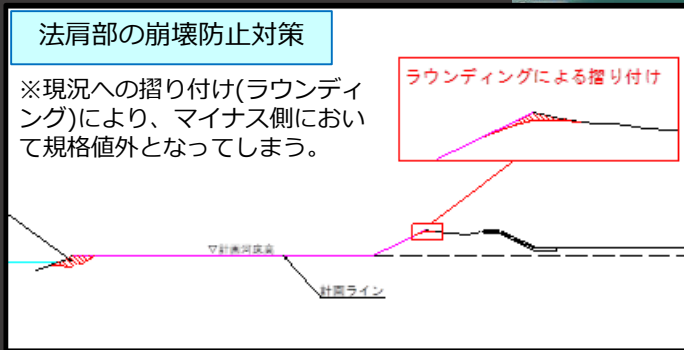 法肩部の崩壊防止対策
※現況への摺り付け(ラウンディ
ング)により、マイナス側におい
て規格値外となってしまう。
ラウンディングによる摺り付け
▽計画河床高
計画ライン